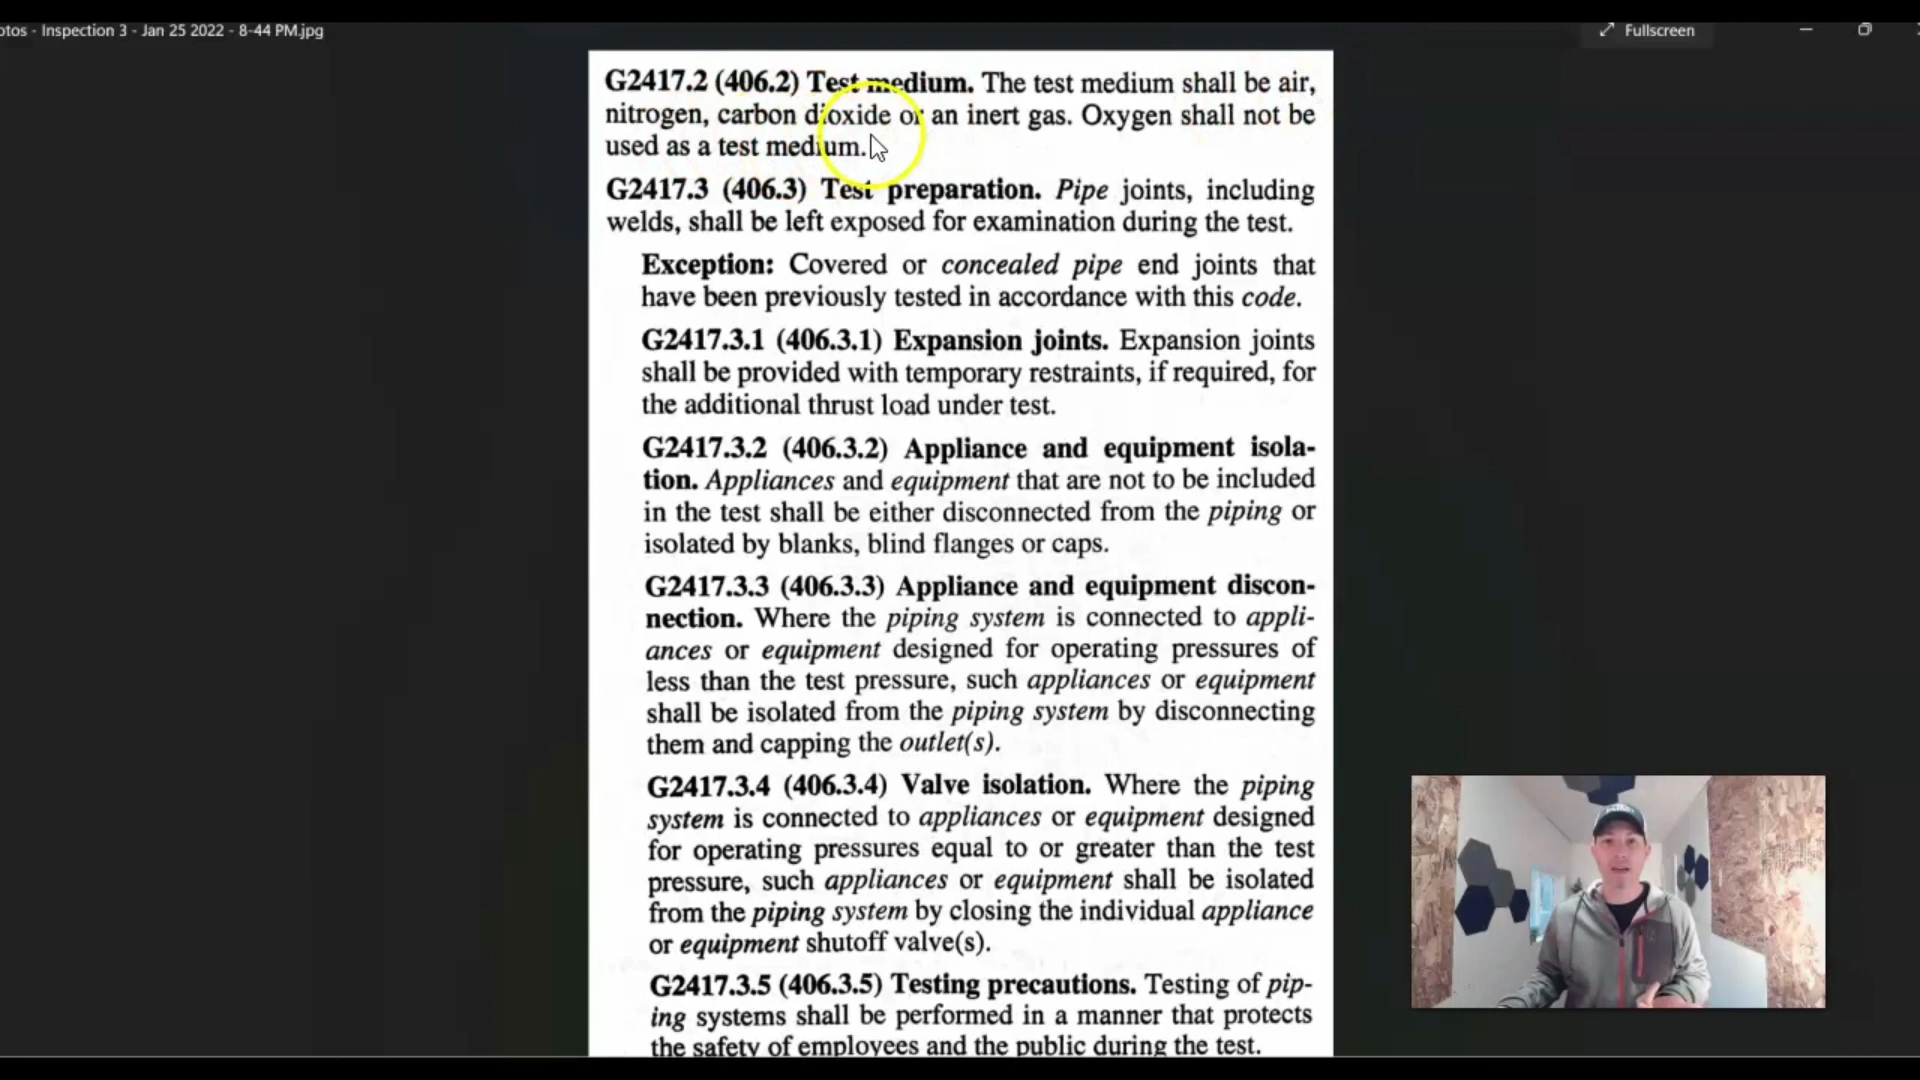 otos - Inspection 3 - Jan 25 2022 - 8-44 PM.jpg
Fullscreen
G2417.2 (406.2) Test medium. The test medium shall be air,
nitrogen, carbon dioxide or an inert gas. Oxygen shall not be
used as a test medium.
G2417.3 (406.3) Test preparation. Pipe joints, including
welds, shall be left exposed for examination during the test.
Exception: Covered or concealed pipe end joints that
have been previously tested in accordance with this code.
G2417.3.1 (406.3.1) Expansion joints. Expansion joints
shall be provided with temporary restraints, if required, for
the additional thrust load under test.
G2417.3.2 (406.3.2) Appliance and equipment isola-
tion. Appliances and equipment that are not to be included
in the test shall be either disconnected from the piping or
isolated by blanks, blind flanges or caps.
G2417.3.3 (406.3.3) Appliance and equipment discon-
nection. Where the piping system is connected to appli-
ances or equipment designed for operating pressures of
less than the test pressure, such appliances or equipment
shall be isolated from the piping system by disconnecting
them and capping the outlet(s).
G2417.3.4 (406.3.4) Valve isolation. Where the piping
system is connected to appliances or equipment designed
for operating pressures equal to or greater than the test
pressure, such appliances or equipment shall be isolated
from the piping system by closing the individual appliance
or equipment shutoff valve(s).
G2417.3.5 (406.3.5) Testing precautions. Testing of pip-
ing systems shall be performed in a manner that protects
the safety of employees and the public during the test.